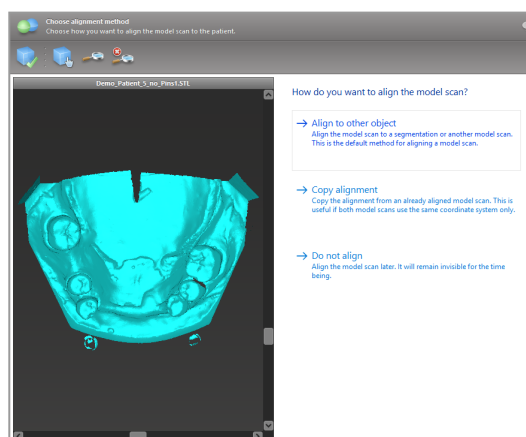 Choose alignment method
Choose how you want to align the model scan to the patient.
Demo_Patient_5_no_Pins1.STL
How do you want to align the model scan?
Align to other object
Align the model scan to a segmentation or another model scan.
This is the default method for aligning a model scan.
Copy alignment
Copy the alignment from an already aligned model scan. This is
useful if both model scans use the same coordinate system only.
Do not align
Align the model scan later. It will remain invisible for the time
being.